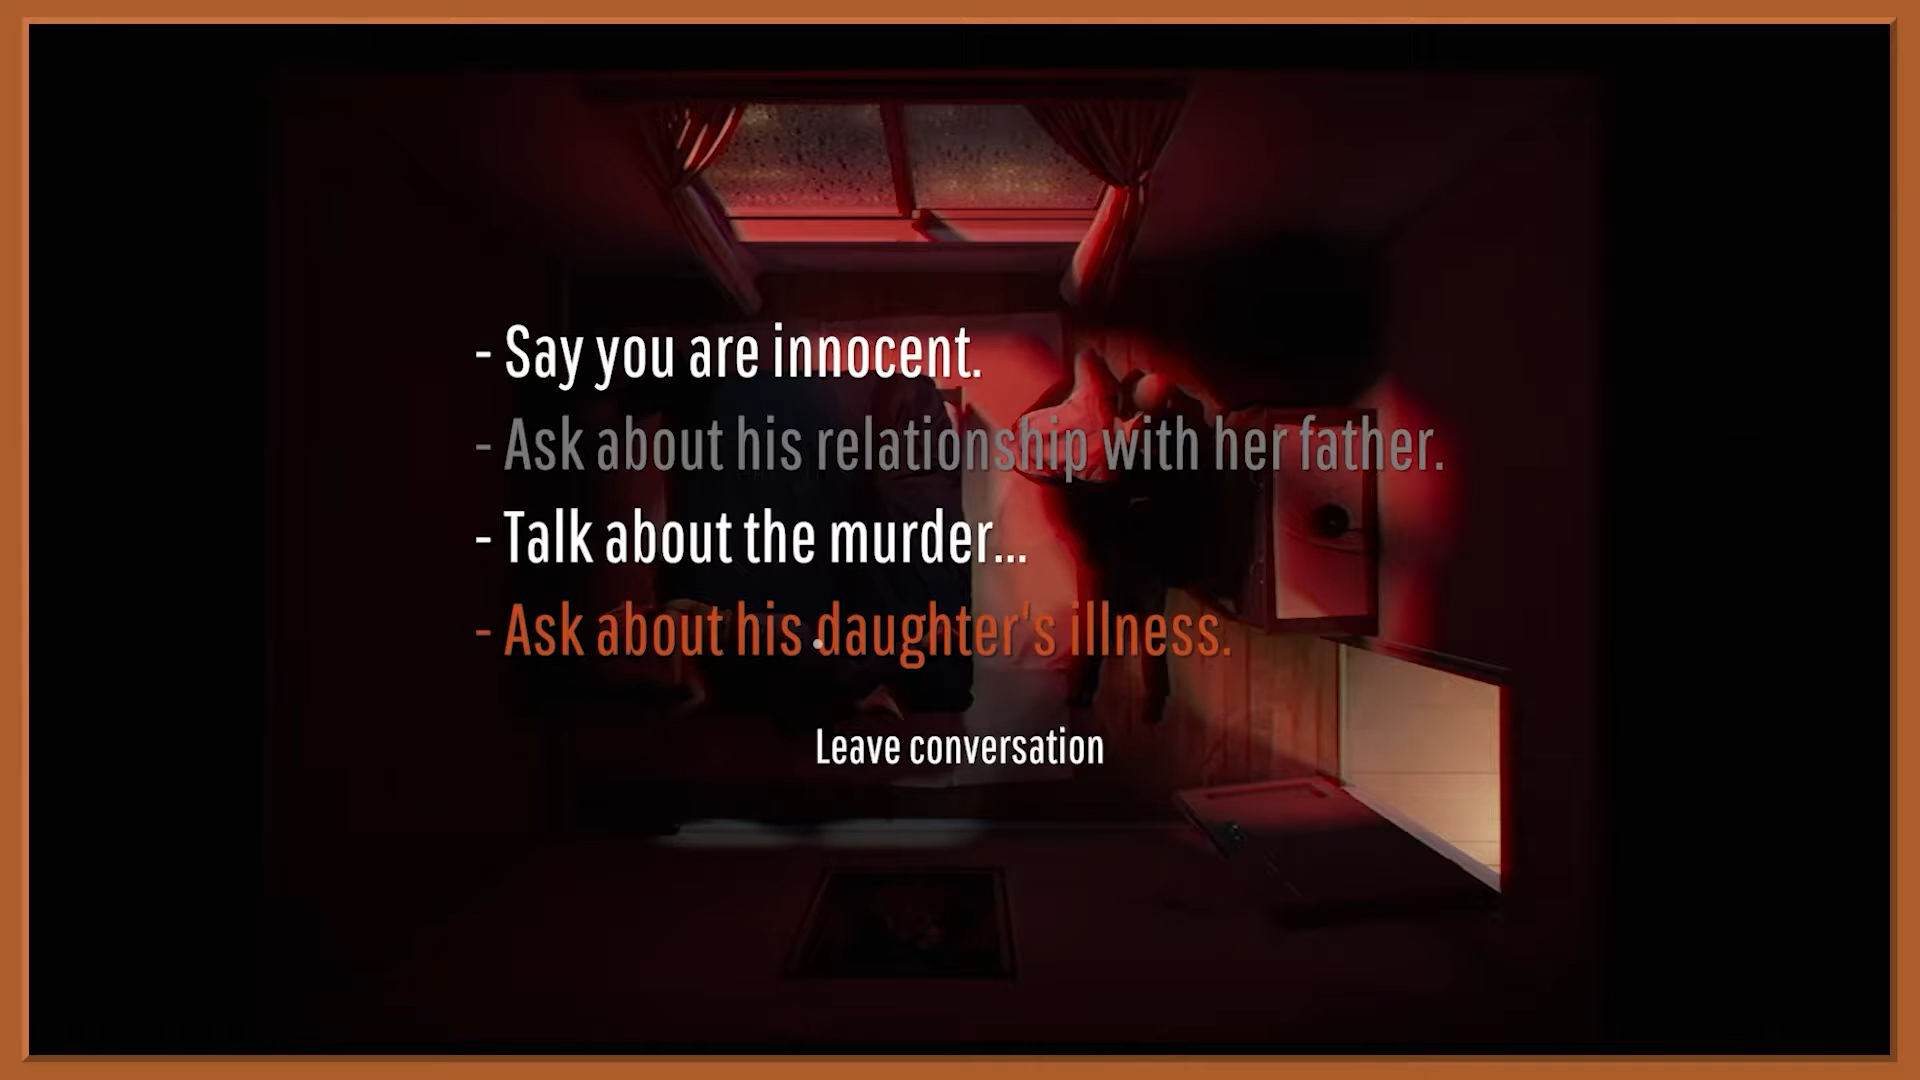 - Say you are innocent.
- Ask about his relationship with her father.
- Talk about the murder...
- Ask about his daughter's illness.
Leave conversation